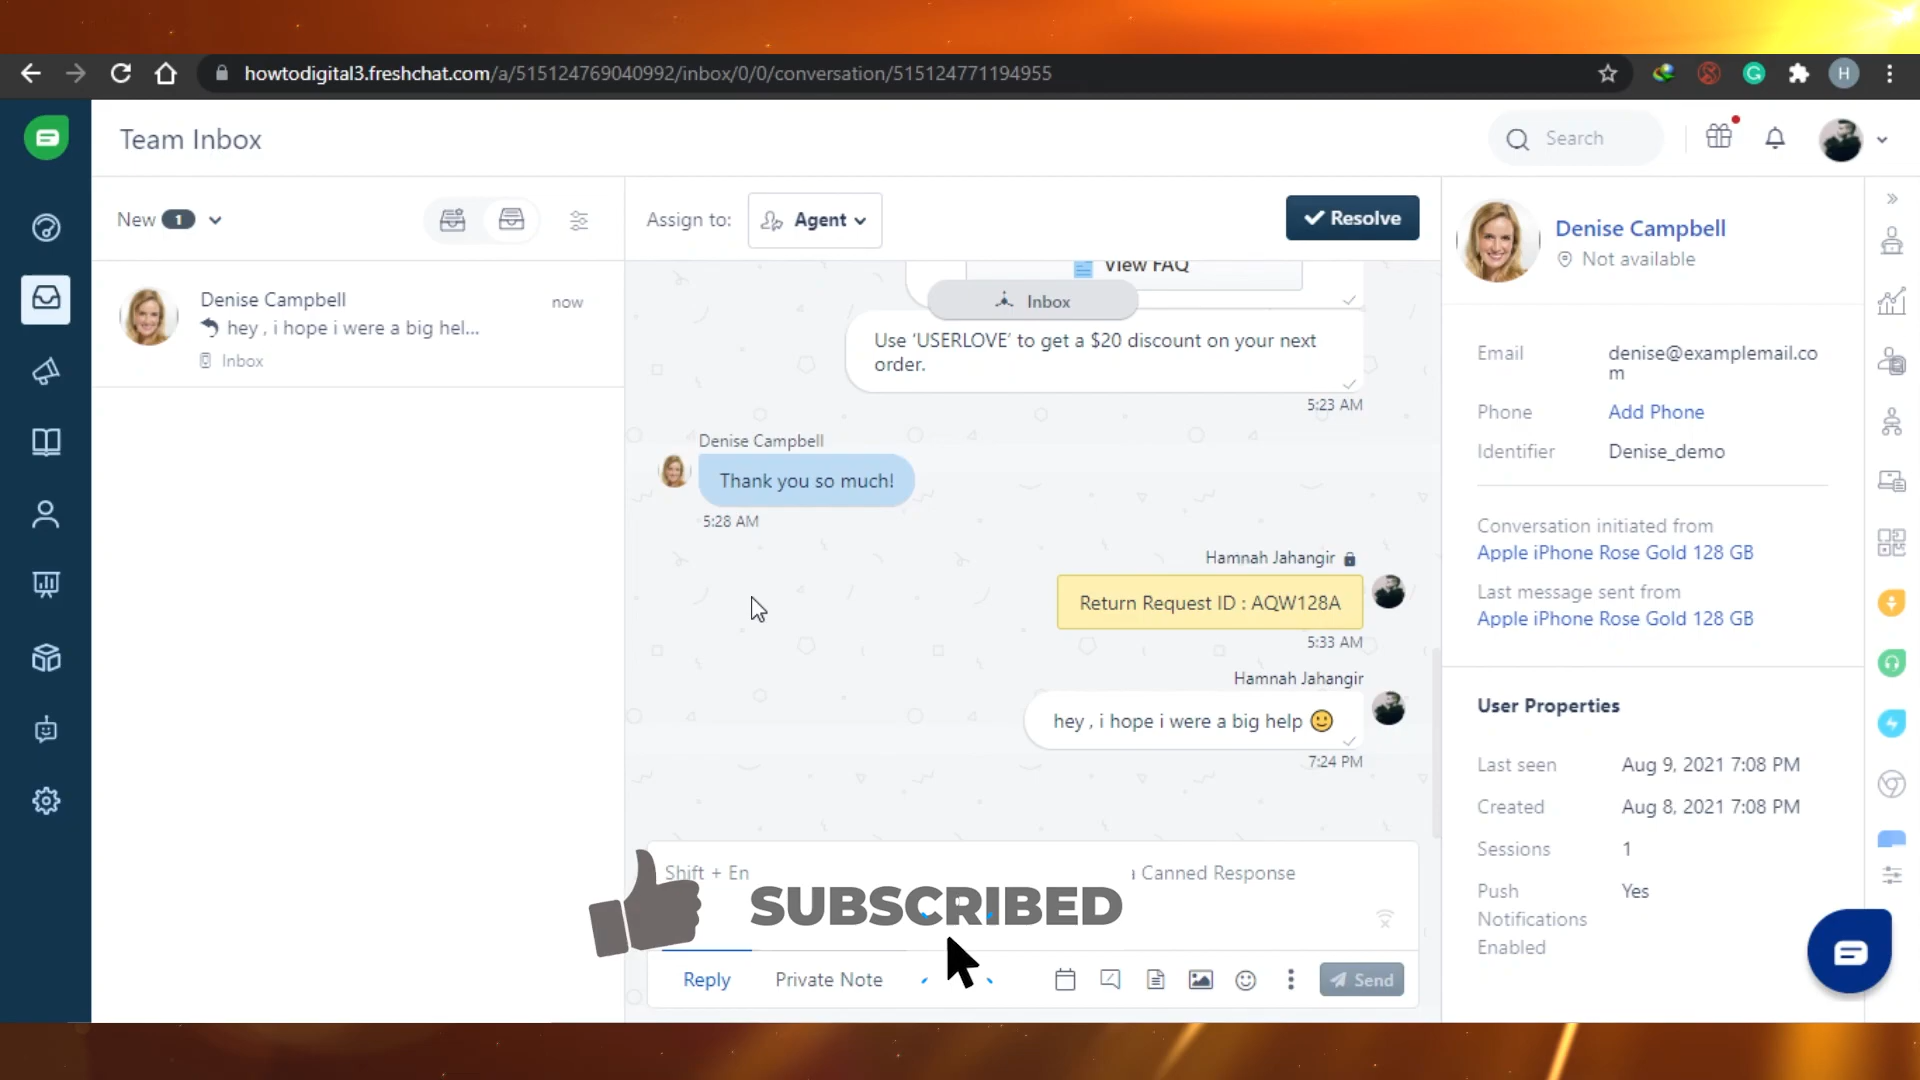 howtodigital3.freshchat.com/a/515124769040992/inbox/0/0/conversation/515124771194955
H
Team Inbox
Search
New 1
Assign to: Agent
Resolve
Denise Campbell
Not available
Denise Campbell
now
hey , i hope i were a big hel...
Inbox
View FAQ
Inbox
Use ‘USERLOVE’ to get a $20 discount on your next
order.
5:23 AM
Denise Campbell
Thank you so much!
5:28 AM
Hamnah Jahangir
Return Request ID : AQW128A
5:33 AM
Hamnah Jahangir
hey , i hope i were a big help
7:24 PM
Shift + En
Canned Response
SUBSCRIBED
Reply
Private Note
Send
Email
denise@examplemail.co
m
Phone
Add Phone
Identifier
Denise_demo
Conversation initiated from
Apple iPhone Rose Gold 128 GB
Last message sent from
Apple iPhone Rose Gold 128 GB
User Properties
Last seen
Aug 9, 2021 7:08 PM
Created
Aug 8, 2021 7:08 PM
Sessions
1
Push
Notifications
Enabled
Yes